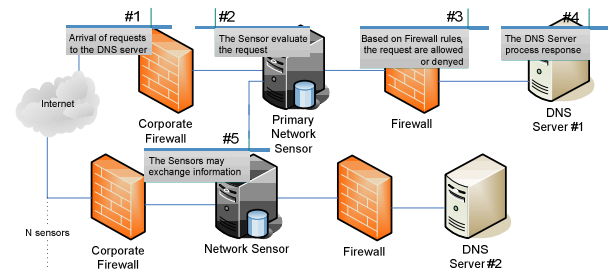 #1
Arrival of requests
to the DNS server
#2
The Sensor evaluate
the request
#3
Based on Firewall rules,
the request are allowed
or denyed
#4
The DNS Server
process response
Internet
Corporate
Firewall
Primary
Network
Sensor
Firewall
DNS
Server #1
#5
The Sensors may
exchange information
N sensors
Corporate
Firewall
Network Sensor
Firewall
DNS
Server #2